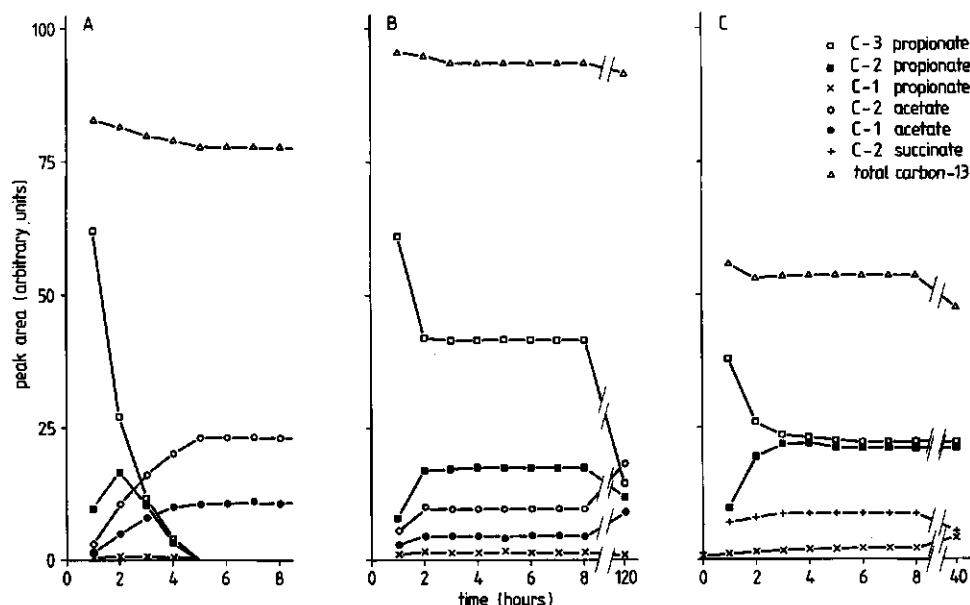 A
B
C
100
75
50
25
0
peak area (arbitrary units)
C-3 propionate
C-2 propionate
C-1 propionate
C-2 acetate
C-1 acetate
C-2 succinate
total carbon-13
0 2 4 6 8
0 2 4 6 8 120
0 2 4 6 8 40
time (hours)